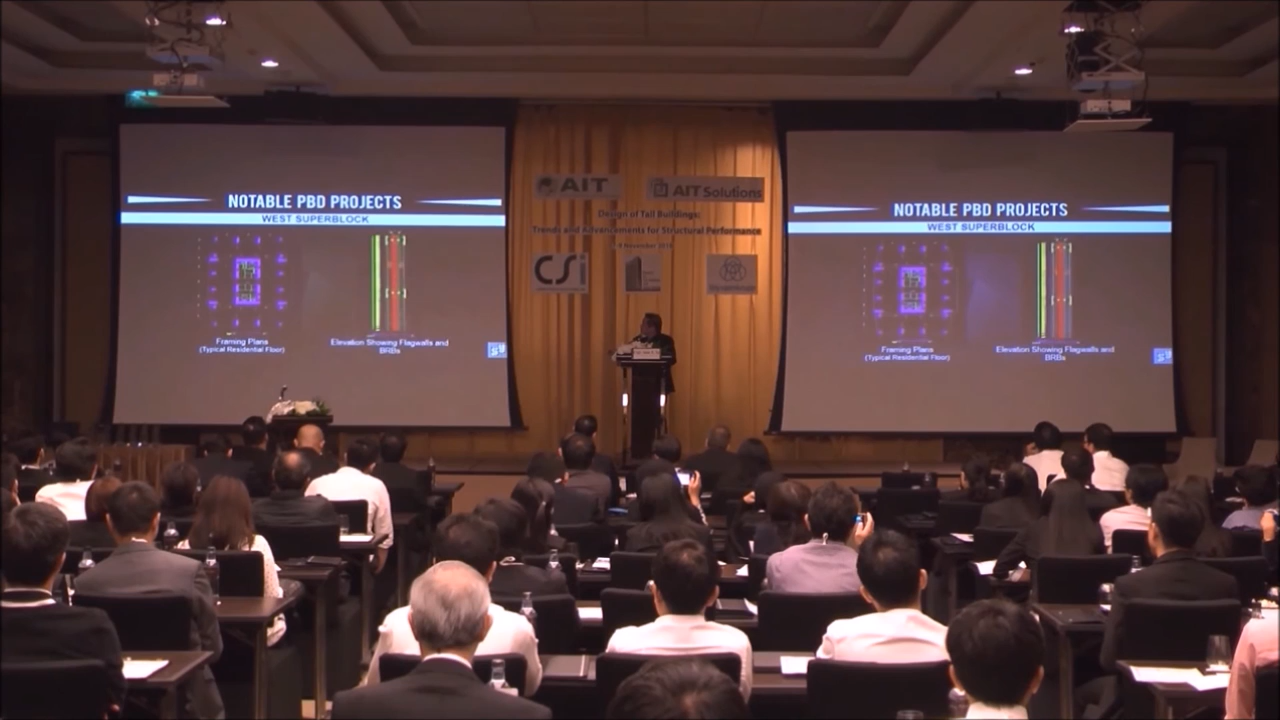 NOTABLE PBD PROJECTS
WEST SUPERBLOCK
Framing Plans
(Typical Residential Floor)
Elevation Showing Flagwalls and
BRBs
AIT
AIT Solutions
Design of Tall Buildings:
Trends and Advancements for Structural Performance
CSi
NOTABLE PBD PROJECTS
WEST SUPERBLOCK
Framing Plans
(Typical Residential Floor)
Elevation Showing Flagwalls and
BRBs